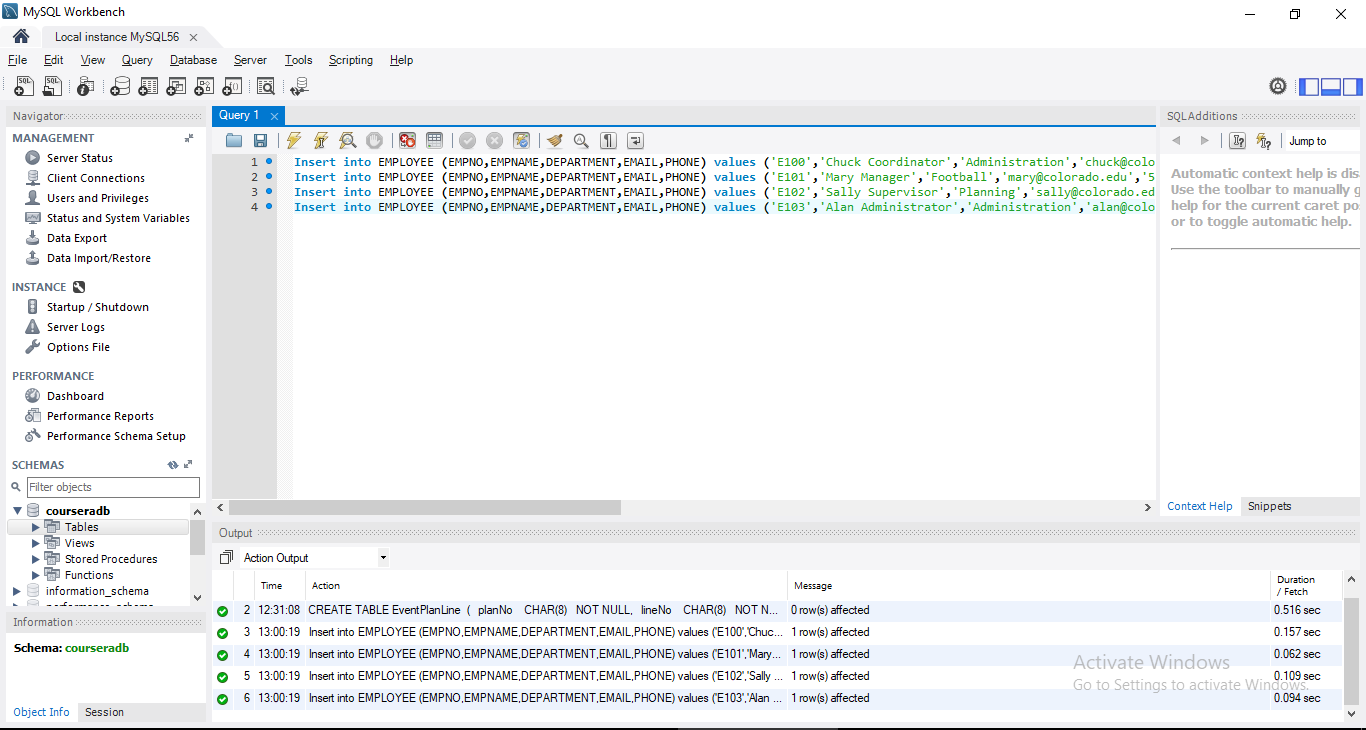 MySQL Workbench
Local instance MySQL56
File Edit View Query Database Server Tools Scripting Help
Navigator
MANAGEMENT
Server Status
Client Connections
Users and Privileges
Status and System Variables
Data Export
Data Import/Restore
INSTANCE
Startup / Shutdown
Server Logs
Options File
PERFORMANCE
Dashboard
Performance Reports
Performance Schema Setup
SCHEMAS
Filter objects
courseradb
Tables
Views
Stored Procedures
Functions
information_schema
Information
Schema: courseradb
Object Info Session
Query 1
1 Insert into EMPLOYEE (EMPNO,EMPNAME,DEPARTMENT,EMAIL,PHONE) values ('E100','Chuck Coordinator','Administration','chuck@colo
2 Insert into EMPLOYEE (EMPNO,EMPNAME,DEPARTMENT,EMAIL,PHONE) values ('E101','Mary Manager','Football','mary@colorado.edu','5
3 Insert into EMPLOYEE (EMPNO,EMPNAME,DEPARTMENT,EMAIL,PHONE) values ('E102','Sally Supervisor','Planning','sally@colorado.ed
4 Insert into EMPLOYEE (EMPNO,EMPNAME,DEPARTMENT,EMAIL,PHONE) values ('E103','Alan Administrator','Administration','alan@colo
SQLAdditions
Jump to
Automatic context help is dis
Use the toolbar to manually g
help for the current caret po
or to toggle automatic help.
Context Help Snippets
Output
Action Output
Time Action Message Duration / Fetch
2 12:31:08 CREATE TABLE EventPlanLine ( planNo CHAR(8) NOT NULL, lineNo CHAR(8) NOT N... 0 row(s) affected 0.516 sec
3 13:00:19 Insert into EMPLOYEE (EMPNO,EMPNAME,DEPARTMENT,EMAIL,PHONE) values ('E100','Chuc... 1 row(s) affected 0.157 sec
4 13:00:19 Insert into EMPLOYEE (EMPNO,EMPNAME,DEPARTMENT,EMAIL,PHONE) values ('E101','Mary... 1 row(s) affected 0.062 sec
5 13:00:19 Insert into EMPLOYEE (EMPNO,EMPNAME,DEPARTMENT,EMAIL,PHONE) values ('E102','Sally ... 1 row(s) affected 0.109 sec
6 13:00:19 Insert into EMPLOYEE (EMPNO,EMPNAME,DEPARTMENT,EMAIL,PHONE) values ('E103','Alan ... 1 row(s) affected 0.094 sec
Activate Windows
Go to Settings to activate Windows.